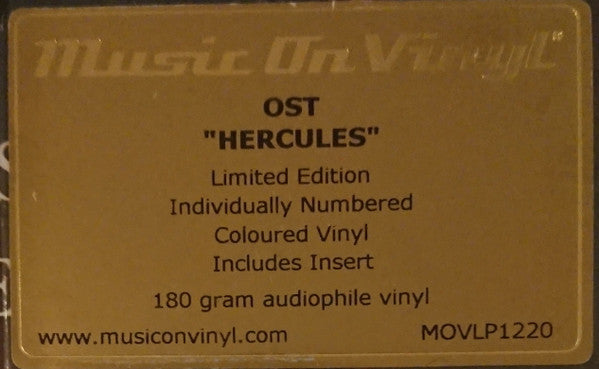 Music On Vinyl
OST
"HERCULES"
Limited Edition
Individually Numbered
Coloured Vinyl
Includes Insert
180 gram audiophile vinyl
www.musiconvinyl.com MOVLP1220